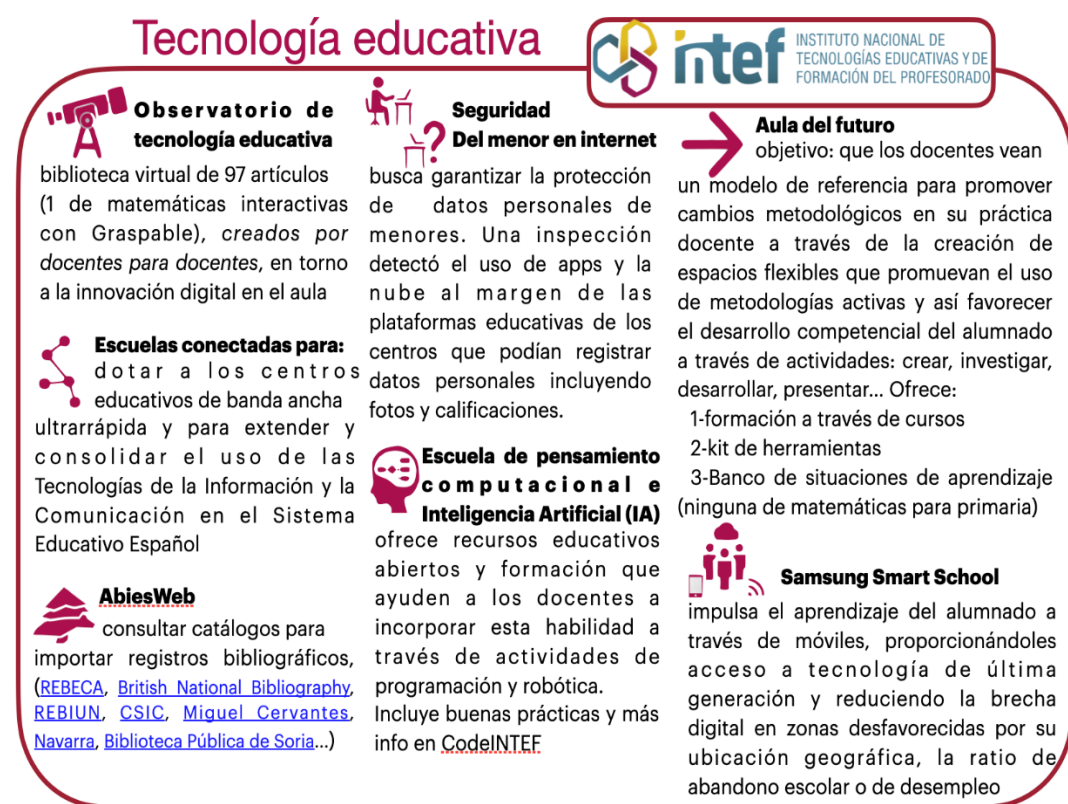 Tecnología educativa
intef
INSTITUTO NACIONAL DE
TECNOLOGÍAS EDUCATIVAS Y DE
FORMACIÓN DEL PROFESORADO
Observatorio de
tecnología educativa
biblioteca virtual de 97 artículos
(1 de matemáticas interactivas
con Graspable), creados por
docentes para docentes, en torno
a la innovación digital en el aula
Escuelas conectadas para:
dotar a los centros
educativos de banda ancha
ultrarrápida y para extender y
consolidar el uso de las
Tecnologías de la Información y la
Comunicación en el Sistema
Educativo Español
AbiesWeb
consultar catálogos para
importar registros bibliográficos,
(REBECA, British National Bibliography,
REBIUN, CSIC, Miguel Cervantes,
Navarra, Biblioteca Pública de Soria...)
Seguridad
Del menor en internet
busca garantizar la protección
de datos personales de
menores. Una inspección
detectó el uso de apps y la
nube al margen de las
plataformas educativas de los
centros que podían registrar
datos personales incluyendo
fotos y calificaciones.
Escuela de pensamiento
computacional e
Inteligencia Artificial (IA)
ofrece recursos educativos
abiertos y formación que
ayuden a los docentes a
incorporar esta habilidad a
través de actividades de
programación y robótica.
Incluye buenas prácticas y más
info en CodeINTEF
Aula del futuro
objetivo: que los docentes vean
un modelo de referencia para promover
cambios metodológicos en su práctica
docente a través de la creación de
espacios flexibles que promuevan el uso
de metodologías activas y así favorecer
el desarrollo competencial del alumnado
a través de actividades: crear, investigar,
desarrollar, presentar... Ofrece:
1-formación a través de cursos
2-kit de herramientas
3-Banco de situaciones de aprendizaje
(ninguna de matemáticas para primaria)
Samsung Smart School
impulsa el aprendizaje del alumnado a
través de móviles, proporcionándoles
acceso a tecnología de última
generación y reduciendo la brecha
digital en zonas desfavorecidas por su
ubicación geográfica, la ratio de
abandono escolar o de desempleo